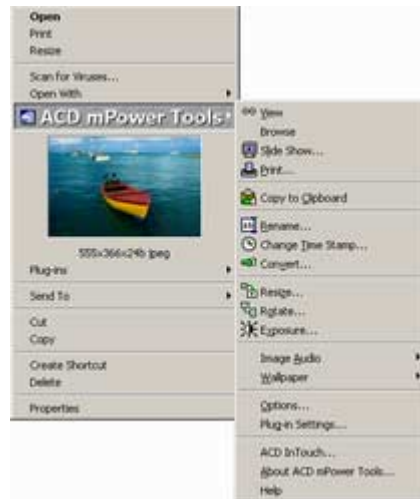 Open
Print
Resize
Scan for Viruses...
Open With
ACD mPower Tools
555x366x24b jpeg
Plug-ins
Send To
Cut
Copy
Create Shortcut
Delete
Properties
View
Browse
Slide Show...
Print...
Copy to Clipboard
Rename...
Change Time Stamp...
Convert...
Resize...
Rotate...
Exposure...
Image Audio
Wallpaper
Options...
Plug-in Settings...
ACD InTouch...
About ACD mPower Tools...
Help